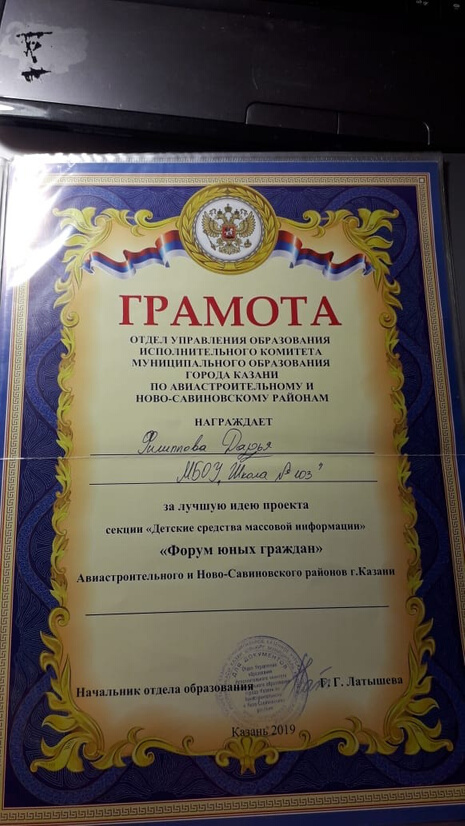 ГРАМОТА
ОТДЕЛ УПРАВЛЕНИЯ ОБРАЗОВАНИЯ
ИСПОЛНИТЕЛЬНОГО КОМИТЕТА
МУНИЦИПАЛЬНОГО ОБРАЗОВАНИЯ
ГОРОДА КАЗАНИ
ПО АВИАСТРОИТЕЛЬНОМУ И
НОВО-САВИНОВСКОМУ РАЙОНАМ
НАГРАЖДАЕТ
Филиппова Дарья
МБОУ „Школа № 103"
за лучшую идею проекта
секции «Детские средства массовой информации»
«Форум юных граждан»
Авиастроительного и Ново-Савиновского районов г.Казани
ДЛЯ ДОКУМЕНТОВ
Начальник отдела образования Г. Г. Латышева
Казань 2019